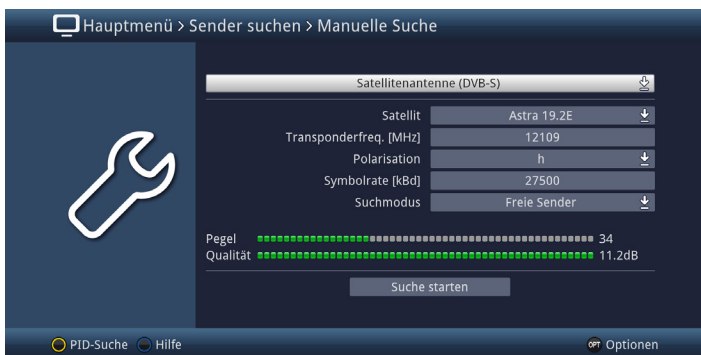 Hauptmenü > Sender suchen > Manuelle Suche
Satellitenantenne (DVB-S)
Satellit Astra 19.2E
Transponderfreq. [MHz] 12109
Polarisation h
Symbolrate [kBd] 27500
Suchmodus Freie Sender
Pegel 34
Qualität 11.2dB
Suche starten
PID-Suche Hilfe OPT Optionen